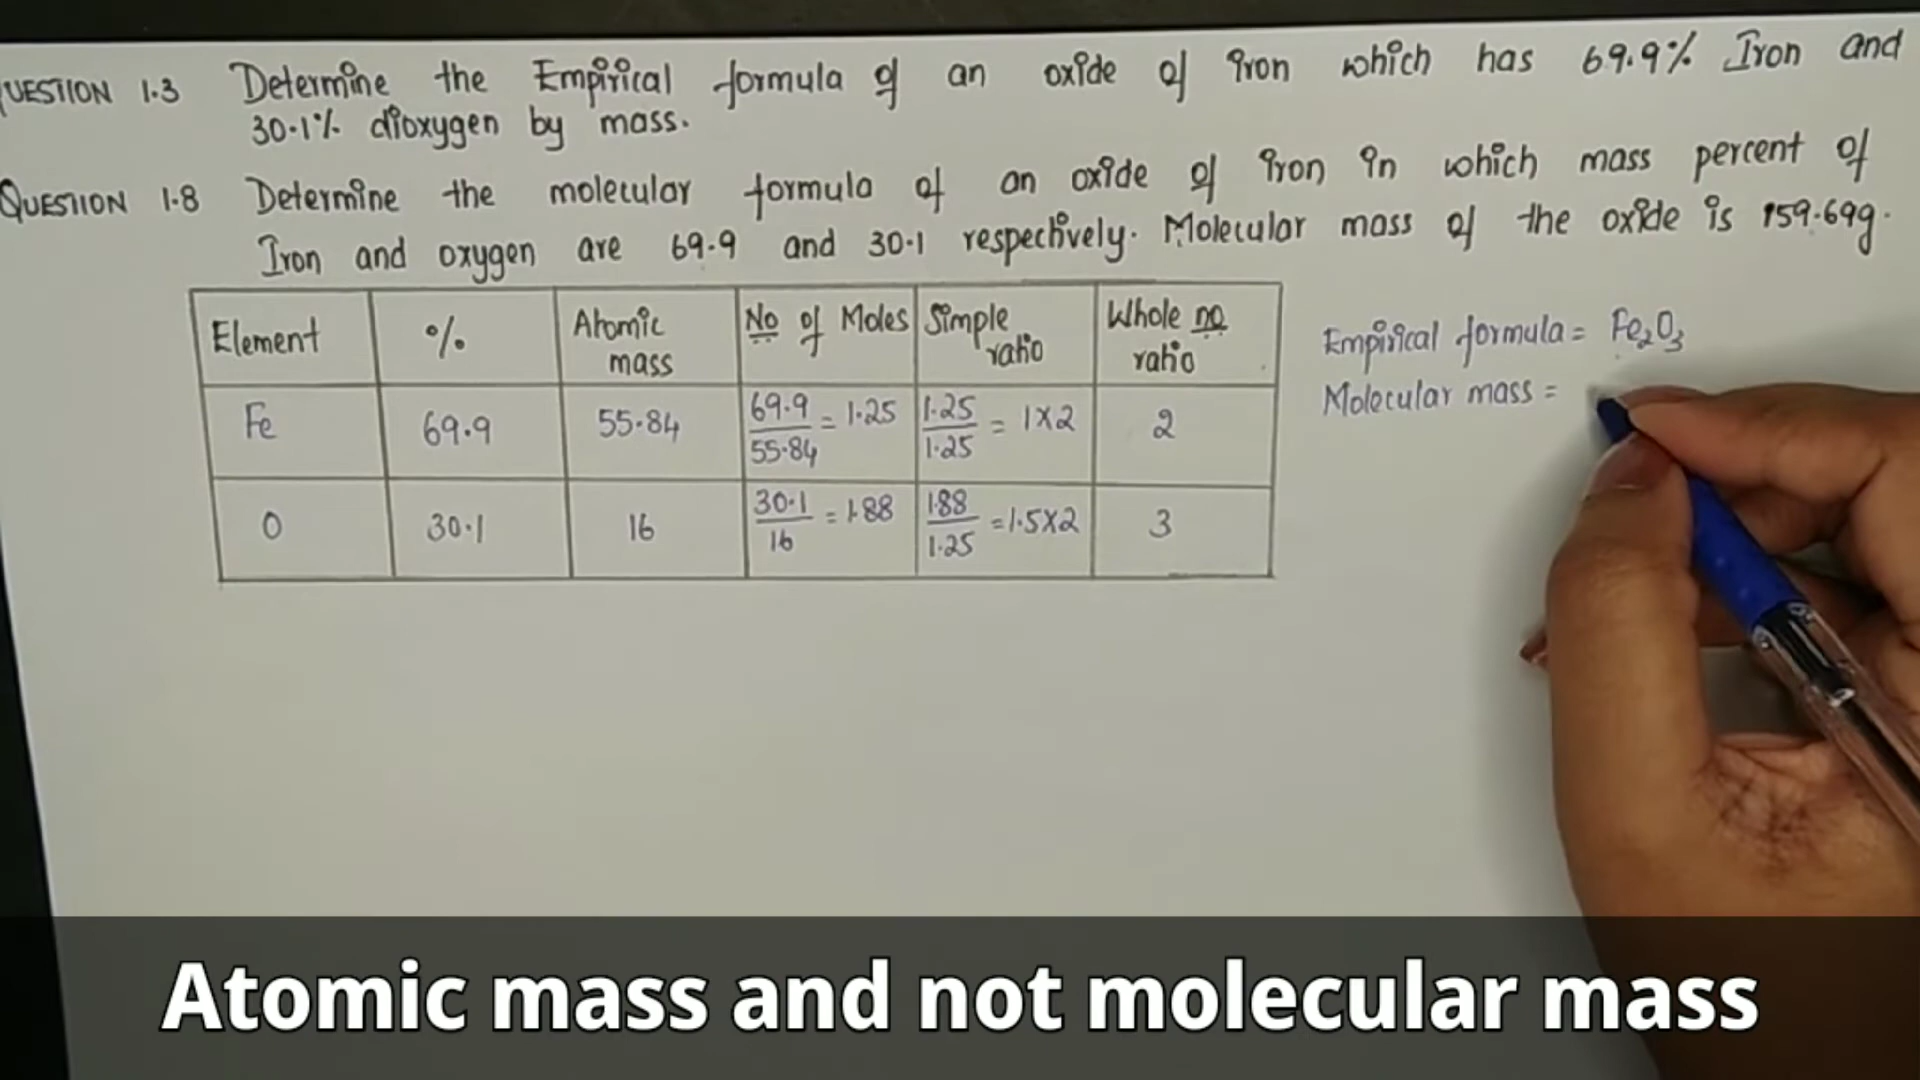 QUESTION 1.3 Determine the Empirical formula of an oxide of iron which has 69.9% Iron and
30.1% dioxygen by mass.
QUESTION 1.8 Determine the molecular formula of an oxide of iron in which mass percent of
Iron and oxygen are 69.9 and 30.1 respectively. Molecular mass of the oxide is 159.69g.
Element % Atomic mass No of Moles Simple ratio Whole no ratio
Fe 69.9 55.84 69.9/55.84 = 1.25 1.25/1.25 = 1×2 2
O 30.1 16 30.1/16 = 1.88 1.88/1.25 = 1.5×2 3
Empirical formula = Fe₂O₃
Molecular mass =
Atomic mass and not molecular mass